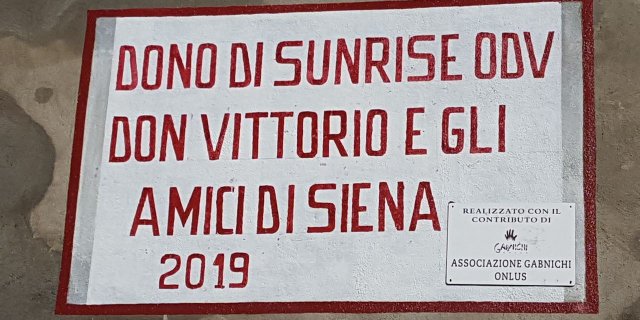 DONO DI SUNRISE ODV
DON VITTORIO E GLI
AMICI DI SIENA
2019
REALIZZATO CON IL
CONTRIBUTO DI
GABNICHI
ASSOCIAZIONE GABNICHI
ONLUS